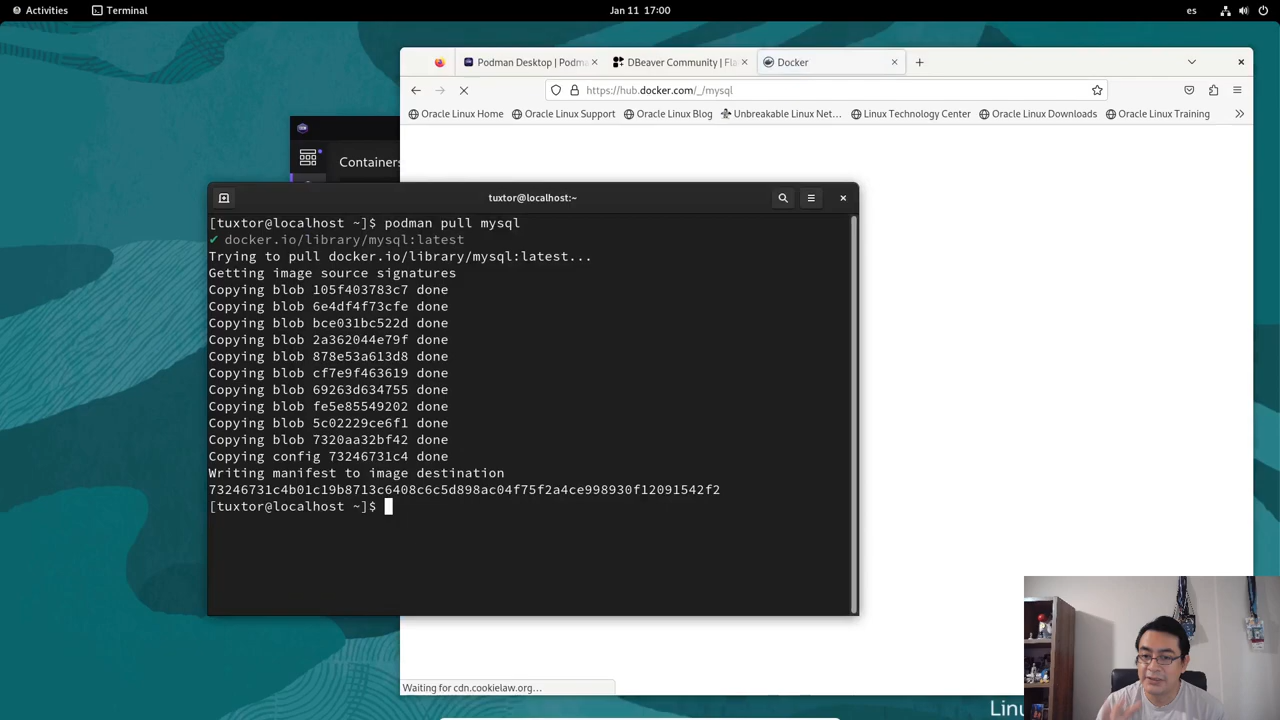 Activities
Terminal
Jan 11 17:00
es
Podman Desktop | Podma
DBeaver Community | Fla
Docker
https://hub.docker.com/_/mysql
Oracle Linux Home
Oracle Linux Support
Oracle Linux Blog
Unbreakable Linux Net...
Linux Technology Center
Oracle Linux Downloads
Oracle Linux Training
Containers
tuxtor@localhost:~
[tuxtor@localhost ~]$ podman pull mysql
✔ docker.io/library/mysql:latest
Trying to pull docker.io/library/mysql:latest...
Getting image source signatures
Copying blob 105f403783c7 done
Copying blob 6e4df4f73cfe done
Copying blob bce031bc522d done
Copying blob 2a362044e79f done
Copying blob 878e53a613d8 done
Copying blob cf7e9f463619 done
Copying blob 69263d634755 done
Copying blob fe5e85549202 done
Copying blob 5c02229ce6f1 done
Copying blob 7320aa32bf42 done
Copying config 73246731c4 done
Writing manifest to image destination
73246731c4b01c19b8713c6408c6c5d898ac04f75f2a4ce998930f12091542f2
[tuxtor@localhost ~]$
Waiting for cdn.cookielaw.org...
Linu